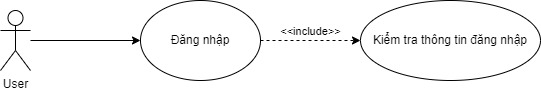 Đăng nhập
<<include>>
Kiểm tra thông tin đăng nhập
User